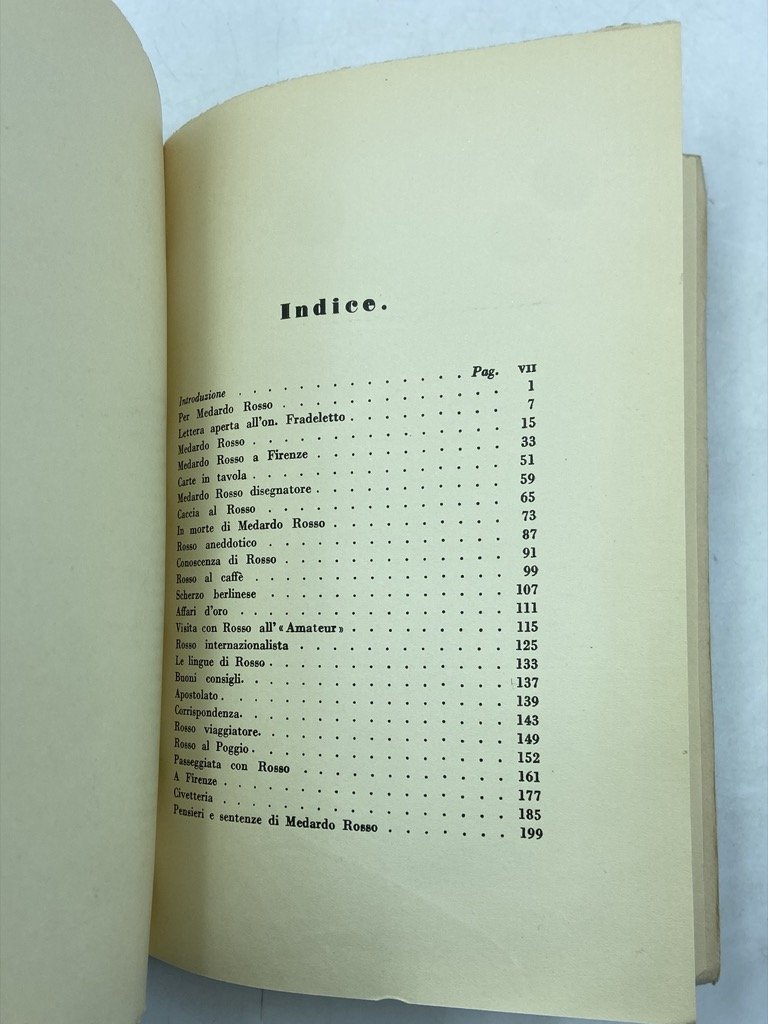 Indice.
Introduzione . . . . . . . . . . . . . . Pag. VII
Per Medardo Rosso . . . . . . . . . . . . 1
Lettera aperta all'on. Fradeletto . . . . . . . . . 7
Medardo Rosso . . . . . . . . . . . . . . 15
Medardo Rosso a Firenze . . . . . . . . . . . 33
Carte in tavola . . . . . . . . . . . . . . 51
Medardo Rosso disegnatore . . . . . . . . . . . 59
Caccia al Rosso . . . . . . . . . . . . . . 65
In morte di Medardo Rosso . . . . . . . . . . 73
Rosso aneddotico . . . . . . . . . . . . . 87
Conoscenza di Rosso . . . . . . . . . . . . 91
Rosso al caffè . . . . . . . . . . . . . . 99
Scherzo berlinese . . . . . . . . . . . . . 107
Affari d'oro . . . . . . . . . . . . . . . 111
Visita con Rosso all'«Amateur» . . . . . . . . . 115
Rosso internazionalista . . . . . . . . . . . . 125
Le lingue di Rosso . . . . . . . . . . . . . 133
Buoni consigli. . . . . . . . . . . . . . . 137
Apostolato . . . . . . . . . . . . . . . . 139
Corrispondenza. . . . . . . . . . . . . . . 143
Rosso viaggiatore. . . . . . . . . . . . . . 149
Rosso al Poggio . . . . . . . . . . . . . . 152
Passeggiata con Rosso . . . . . . . . . . . . 161
A Firenze . . . . . . . . . . . . . . . . 177
Civetteria . . . . . . . . . . . . . . . . 185
Pensieri e sentenze di Medardo Rosso . . . . . . . 199